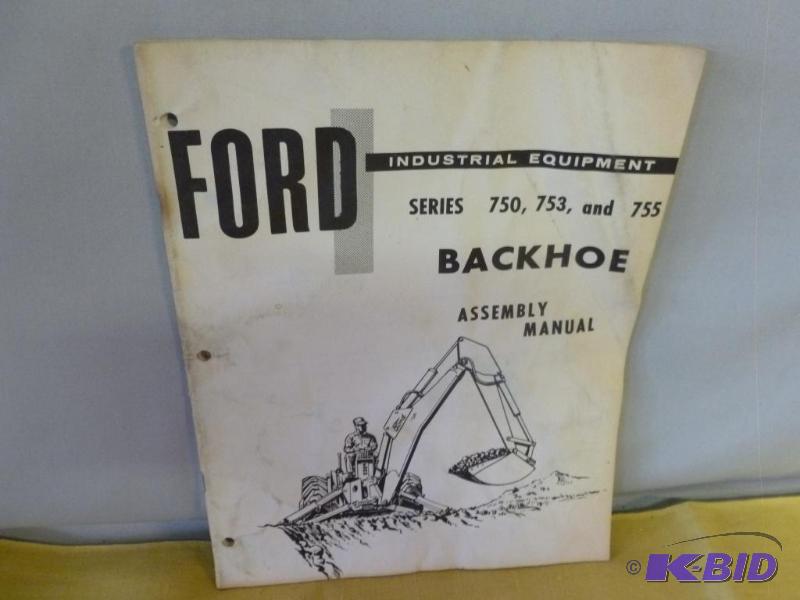 FORD
INDUSTRIAL EQUIPMENT
SERIES 750, 753, and 755
BACKHOE
ASSEMBLY
MANUAL
© K-BID